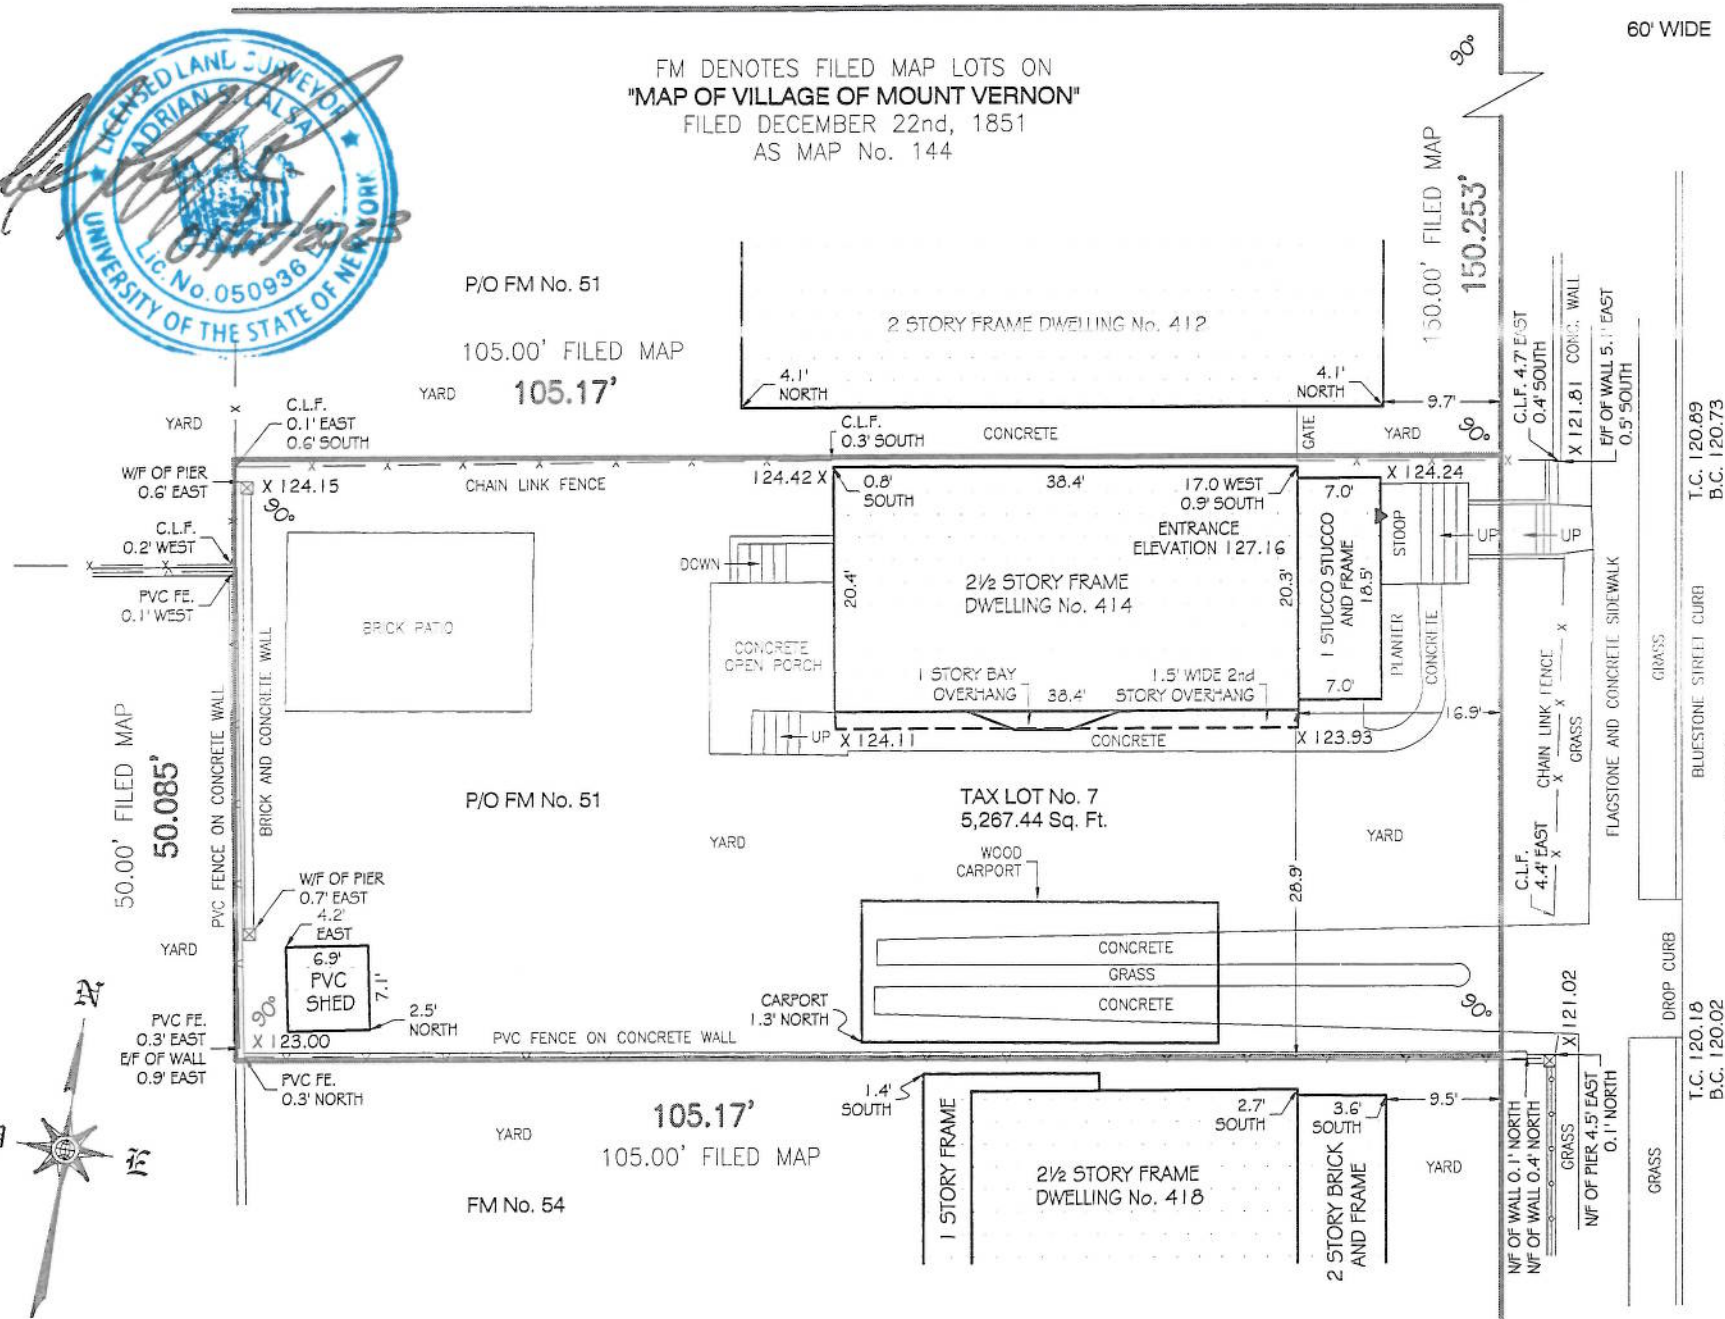 60' WIDE
FM DENOTES FILED MAP LOTS ON
"MAP OF VILLAGE OF MOUNT VERNON"
FILED DECEMBER 22nd, 1851
AS MAP No. 144
90°
LICENSED LAND SURVEYOR
ADRIAN S. LALSA
Lic. No. 050936 L.S.
UNIVERSITY OF THE STATE OF NEW YORK
150.00' FILED MAP
150.253'
P/O FM No. 51
105.00' FILED MAP
105.17'
YARD
YARD
2 STORY FRAME DWELLING No. 412
4.1'
NORTH
4.1'
NORTH
9.7'
90°
C.L.F. 4.7' EAST
0.4' SOUTH
X 121.81
CONC. WALL
E/F OF WALL 5.1' EAST
0.5' SOUTH
T.C. 120.89
B.C. 120.73
C.L.F.
0.1' EAST
0.6' SOUTH
C.L.F.
0.3' SOUTH
CONCRETE
GATE
YARD
W/F OF PIER
0.6' EAST
X 124.15
90°
CHAIN LINK FENCE
124.42 X
0.8'
SOUTH
38.4'
17.0 WEST
0.9' SOUTH
X 124.24
7.0'
C.L.F.
0.2' WEST
PVC FE.
0.1' WEST
ENTRANCE
ELEVATION 127.16
STOOP
UP
UP
DOWN
20.4'
2½ STORY FRAME
DWELLING No. 414
20.3'
1 STUCCO STUCCO
AND FRAME
18.5'
BRICK PATIO
CONCRETE
OPEN PORCH
PLANTER
CONCRETE
1 STORY BAY
OVERHANG
38.4'
1.5' WIDE 2nd
STORY OVERHANG
7.0'
16.9'
UP
X 124.11
CONCRETE
X 123.93
50.00' FILED MAP
50.085'
PVC FENCE ON CONCRETE WALL
BRICK AND CONCRETE WALL
CHAIN LINK FENCE
GRASS
FLAGSTONE AND CONCRETE SIDEWALK
GRASS
BLUESTONE STREET CURB
P/O FM No. 51
TAX LOT No. 7
5,267.44 Sq. Ft.
YARD
YARD
WOOD
CARPORT
28.9'
C.L.F.
4.4' EAST
W/F OF PIER
0.7' EAST
4.2'
EAST
YARD
6.9'
PVC
SHED
7.1'
2.5'
NORTH
CARPORT
1.3' NORTH
CONCRETE
GRASS
CONCRETE
90°
X 121.02
DROP CURB
T.C. 120.18
B.C. 120.02
N
E
PVC FE.
0.3' EAST
E/F OF WALL
0.9' EAST
90°
X 123.00
PVC FENCE ON CONCRETE WALL
PVC FE.
0.3' NORTH
YARD
105.17'
105.00' FILED MAP
1.4'
SOUTH
1 STORY FRAME
2.7'
SOUTH
3.6'
SOUTH
9.5'
2½ STORY FRAME
DWELLING No. 418
2 STORY BRICK
AND FRAME
YARD
N/F OF WALL 0.1' NORTH
N/F OF WALL 0.4' NORTH
GRASS
N/F OF PIER 4.5' EAST
0.1' NORTH
GRASS
FM No. 54